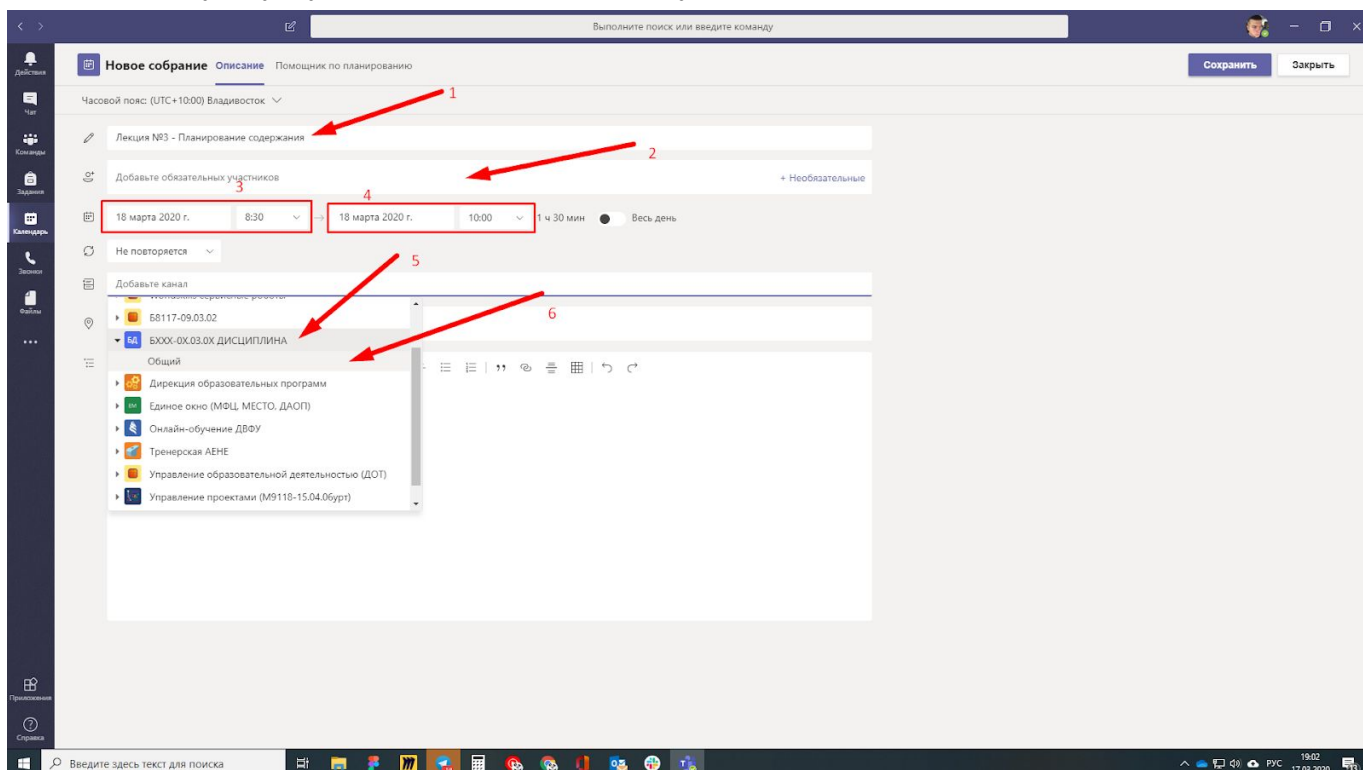 Выполните поиск или введите команду
Действия
Чат
Команды
Задания
Календарь
Звонки
Файлы
Приложения
Справка
Новое собрание Описание Помощник по планированию
Сохранить Закрыть
Часовой пояс: (UTC+10:00) Владивосток
1
Лекция №3 - Планирование содержания
2
Добавьте обязательных участников + Необязательные
3
4
18 марта 2020 г. 8:30 → 18 марта 2020 г. 10:00 1 ч 30 мин Весь день
Не повторяется
5
Добавьте канал
6
Б8117-09.03.02
БД БХХХ-0Х.03.0Х ДИСЦИПЛИНА
Общий
Дирекция образовательных программ
Единое окно (МФЦ, МЕСТО, ДАОП)
Онлайн-обучение ДВФУ
Тренерская AEHE
Управление образовательной деятельностью (ДОТ)
Управление проектами (М9118-15.04.06урт)
Введите здесь текст для поиска
РУС
19:02
17.03.2020